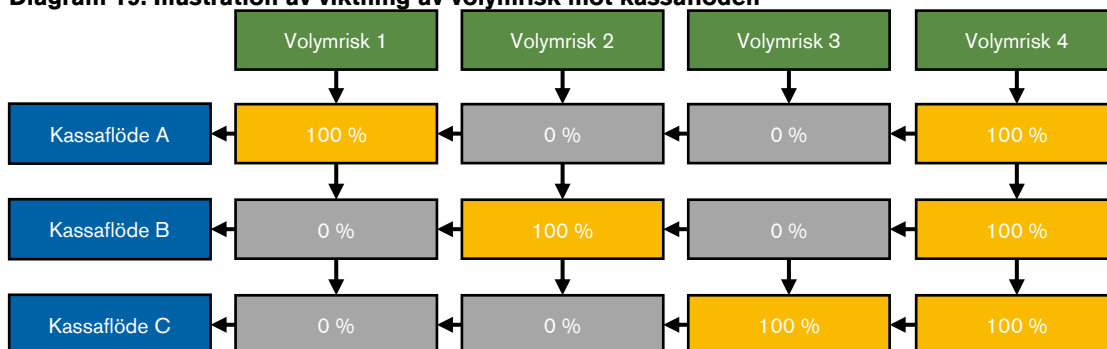 Diagram 19. Illustration av viktning av volymrisk mot kassaflöden
Volymrisk 1 Volymrisk 2 Volymrisk 3 Volymrisk 4
Kassaflöde A 100 % 0 % 0 % 100 %
Kassaflöde B 0 % 100 % 0 % 100 %
Kassaflöde C 0 % 0 % 100 % 100 %